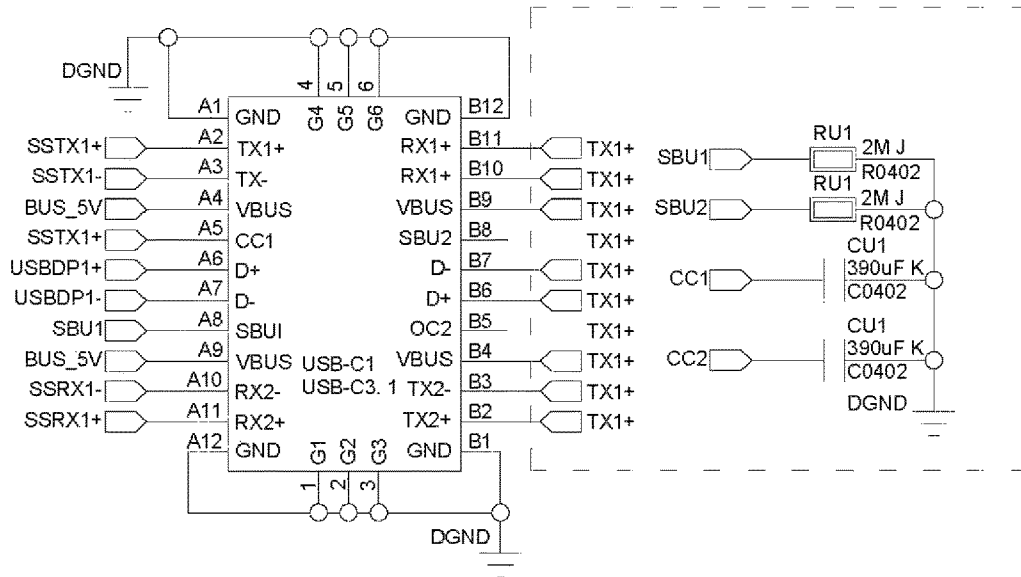 DGND
4
5
6
G4
G5
G6
A1
GND
GND
B12
SSTX1+
A2
TX1+
RX1+
B11
TX1+
SSTX1-
A3
TX-
RX1+
B10
TX1+
BUS_5V
A4
VBUS
VBUS
B9
TX1+
SSTX1+
A5
CC1
SBU2
B8
TX1+
USBDP1+
A6
D+
D-
B7
TX1+
USBDP1-
A7
D-
D+
B6
TX1+
SBU1
A8
SBUI
OC2
B5
TX1+
BUS_5V
A9
VBUS
USB-C1
VBUS
B4
TX1+
SSRX1-
A10
RX2-
USB-C3. 1
TX2-
B3
TX1+
SSRX1+
A11
RX2+
TX2+
B2
TX1+
A12
GND
GND
B1
G1
G2
G3
1
2
3
DGND
SBU1
RU1
2M J
R0402
SBU2
RU1
2M J
R0402
CC1
CU1
390uF K
C0402
CC2
CU1
390uF K
C0402
DGND